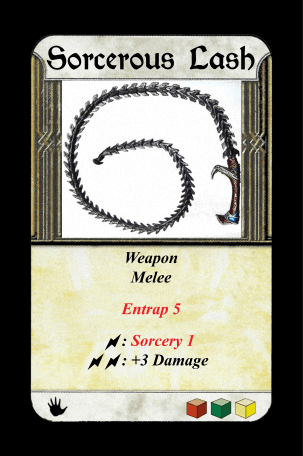 Sorcerous Lash
Weapon
Melee
Entrap 5
: Sorcery 1
: +3 Damage